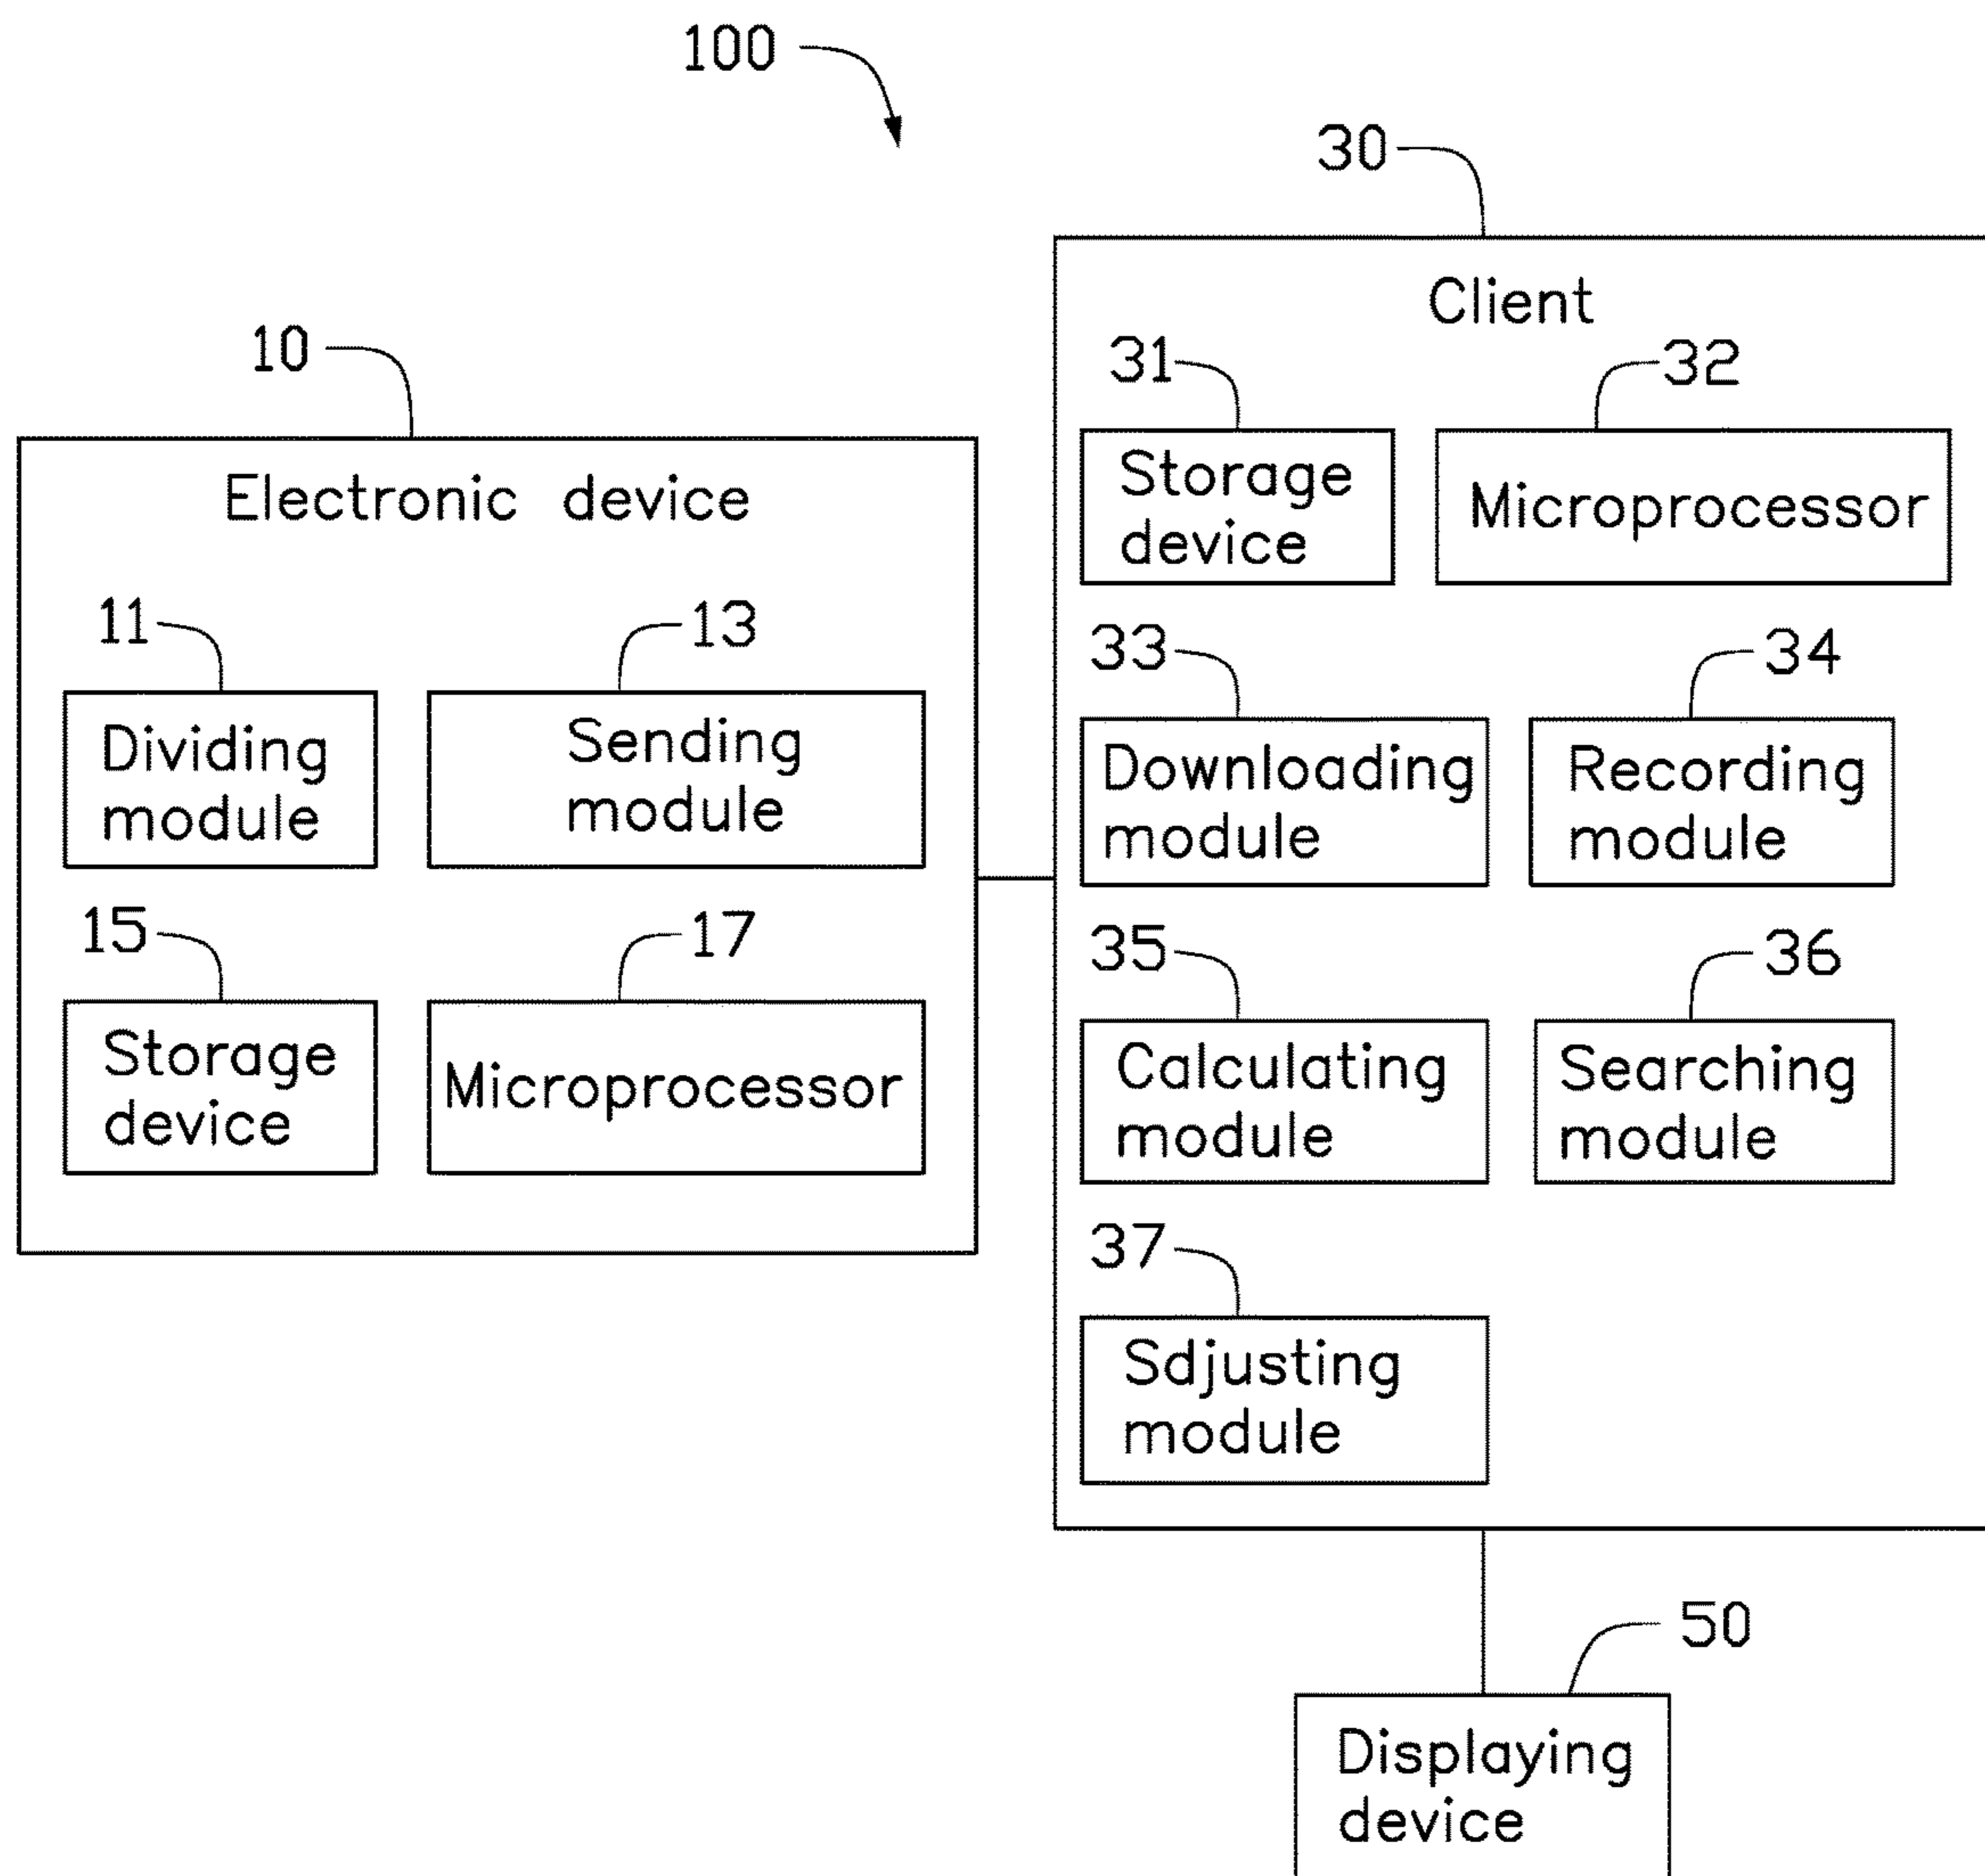 100
30
Client
10
31
32
Storage
device
Microprocessor
Electronic device
11
13
33
34
Dividing
module
Sending
module
Downloading
module
Recording
module
15
17
35
36
Storage
device
Microprocessor
Calculating
module
Searching
module
37
Sdjusting
module
50
Displaying
device